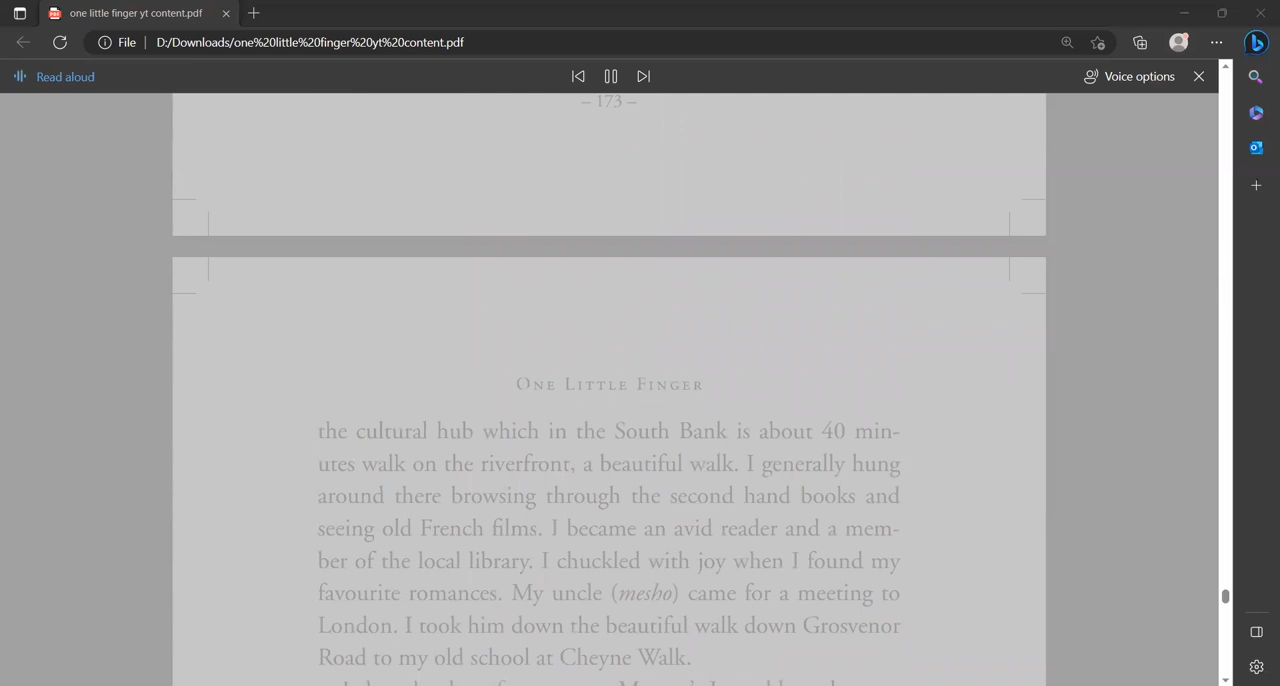 one little finger yt content.pdf
File
D:/Downloads/one%20little%20finger%20yt%20content.pdf
Read aloud
Voice options
– 173 –
ONE LITTLE FINGER
the cultural hub which in the South Bank is about 40 min-
utes walk on the riverfront, a beautiful walk. I generally hung
around there browsing through the second hand books and
seeing old French films. I became an avid reader and a mem-
ber of the local library. I chuckled with joy when I found my
favourite romances. My uncle (mesho) came for a meeting to
London. I took him down the beautiful walk down Grosvenor
Road to my old school at Cheyne Walk.